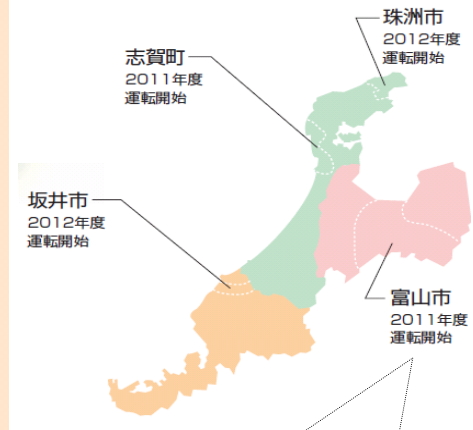 珠洲市
2012年度
運転開始
志賀町
2011年度
運転開始
坂井市
2012年度
運転開始
富山市
2011年度
運転開始